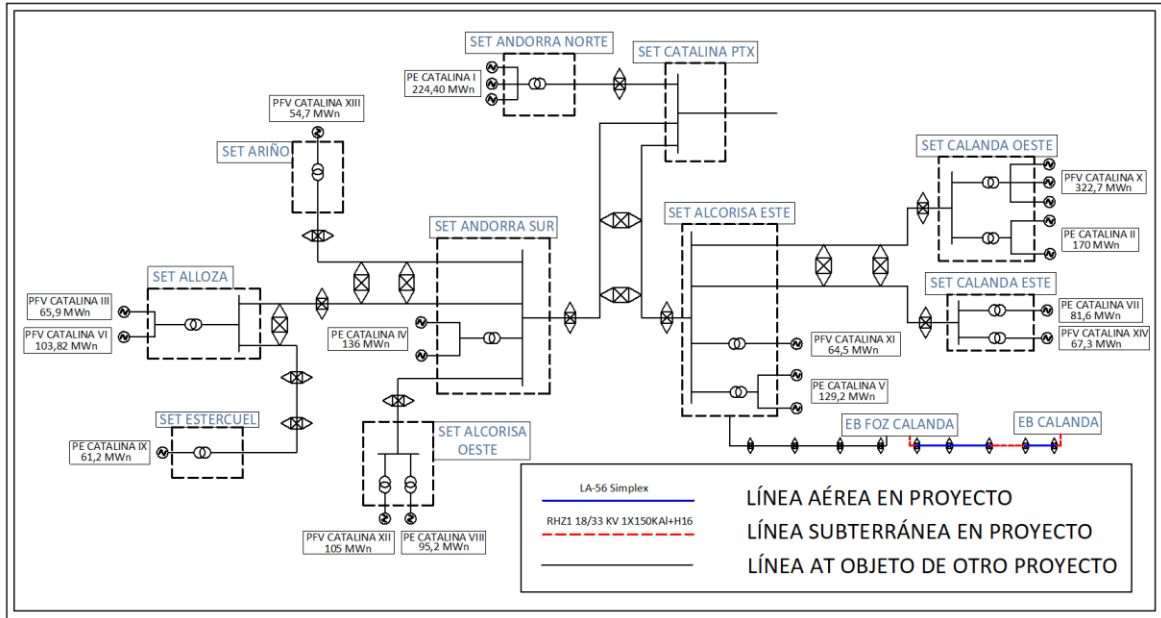 SET ANDORRA NORTE
SET CATALINA PTX
PE CATALINA I
224,40 MWn
PFV CATALINA XIII
54,7 MWn
SET ARIÑO
SET CALANDA OESTE
PFV CATALINA X
322,7 MWn
PE CATALINA II
170 MWn
SET ANDORRA SUR
SET ALCORISA ESTE
SET ALLOZA
PFV CATALINA III
65,9 MWn
PFV CATALINA VI
103,82 MWn
PE CATALINA IV
136 MWn
SET CALANDA ESTE
PE CATALINA VII
81,6 MWn
PFV CATALINA XIV
67,3 MWn
PFV CATALINA XI
64,5 MWn
PE CATALINA V
129,2 MWn
SET ESTERCUEL
PE CATALINA IX
61,2 MWn
SET ALCORISA
OESTE
EB FOZ CALANDA
EB CALANDA
PFV CATALINA XII
105 MWn
PE CATALINA VIII
95,2 MWn
LA-56 Simplex
LÍNEA AÉREA EN PROYECTO
RHZ1 18/33 KV 1X150KAl+H16
LÍNEA SUBTERRÁNEA EN PROYECTO
LÍNEA AT OBJETO DE OTRO PROYECTO